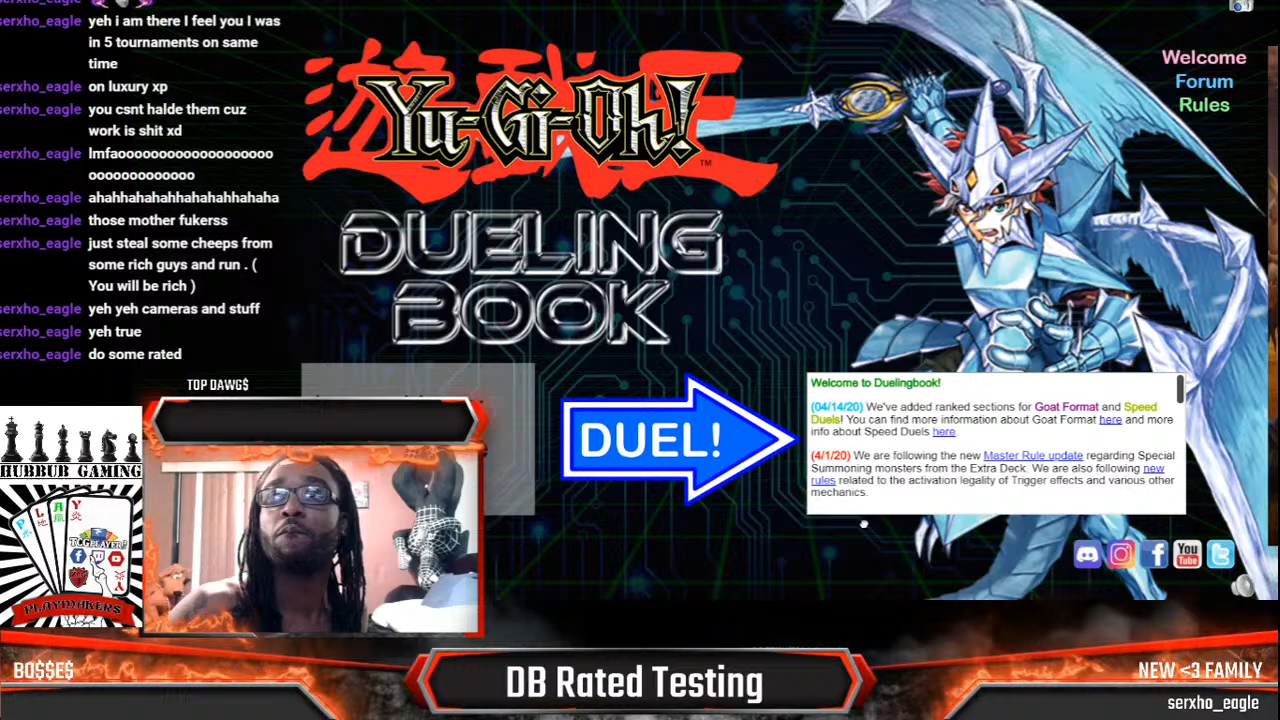 serxho_eagle
serxho_eagle yeh i am there I feel you I was
in 5 tournaments on same
time
serxho_eagle on luxury xp
serxho_eagle you csnt halde them cuz
work is shit xd
serxho_eagle lmfaooooooooooooooooooo
ooooooooooooo
serxho_eagle ahahhahahahhahahahhahaha
serxho_eagle those mother fukerss
serxho_eagle just steal some cheeps from
some rich guys and run . (
You will be rich )
serxho_eagle yeh yeh cameras and stuff
serxho_eagle yeh true
serxho_eagle do some rated
Yu-Gi-Oh!
TM
DUELING
BOOK
Welcome
Forum
Rules
DUEL!
Welcome to Duelingbook!
(04/14/20) We've added ranked sections for Goat Format and Speed
Duels! You can find more information about Goat Format here and more
info about Speed Duels here.
(4/1/20) We are following the new Master Rule update regarding Special
Summoning monsters from the Extra Deck. We are also following new
rules related to the activation legality of Trigger effects and various other
mechanics.
TOP DAWG$
HUBBUB GAMING
P L A Y
TCGPLAYER
PLAYMAKERS
You
Tube
BO$$E$
DB Rated Testing
NEW <3 FAMILY
serxho_eagle